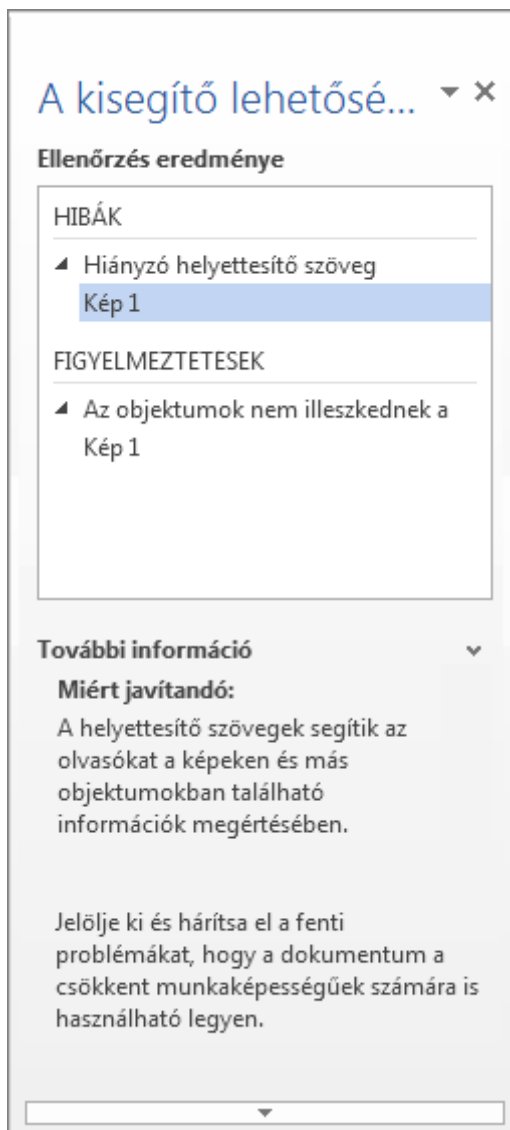 A kisegítő lehetősé...
Ellenőrzés eredménye
HIBÁK
Hiányzó helyettesítő szöveg
Kép 1
FIGYELMEZTETESEK
Az objektumok nem illeszkednek a
Kép 1
További információ
Miért javítandó:
A helyettesítő szövegek segítik az
olvasókat a képeken és más
objektumokban található
információk megértésében.
Jelölje ki és hárítsa el a fenti
problémákat, hogy a dokumentum a
csökkent munkaképességűek számára is
használható legyen.